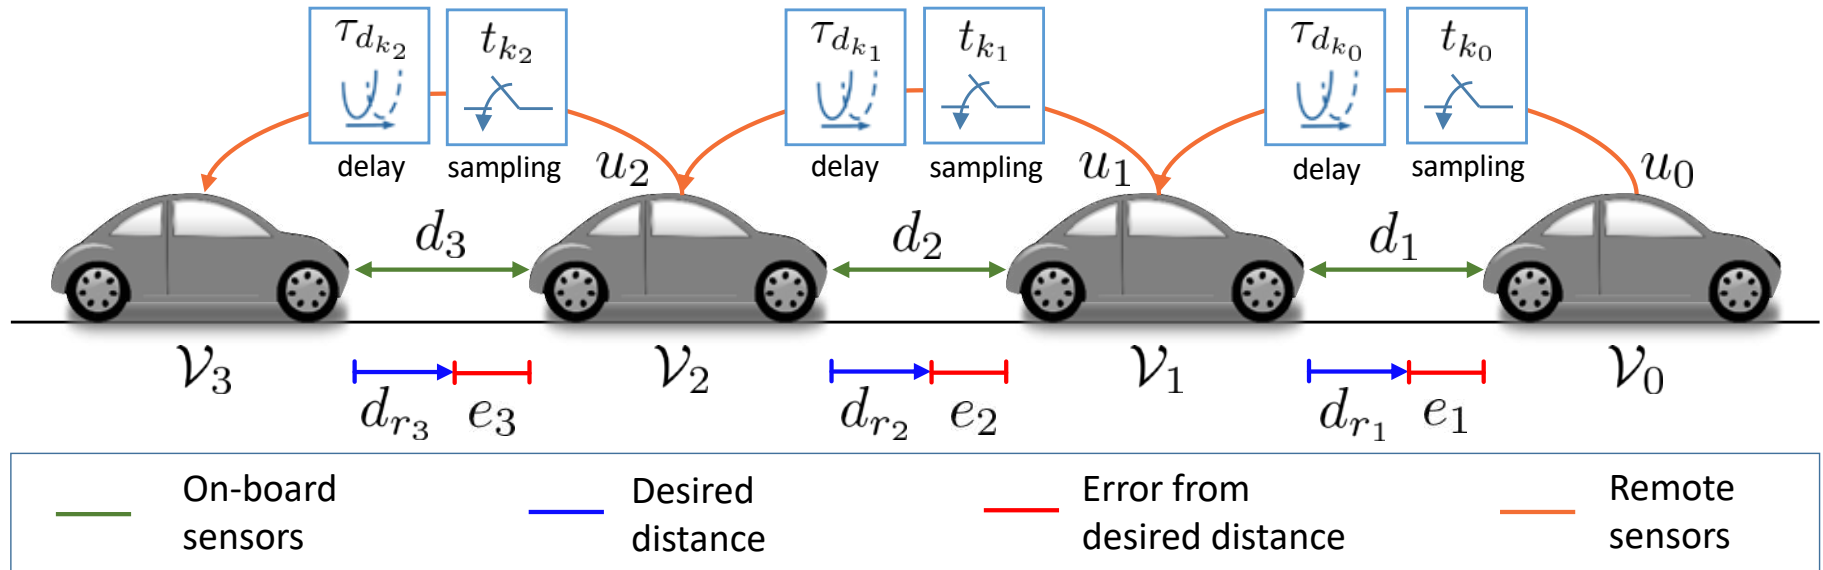 τ_{d_{k_2}} t_{k_2} τ_{d_{k_1}} t_{k_1} τ_{d_{k_0}} t_{k_0}
delay sampling delay sampling delay sampling
u_2 u_1 u_0
d_3 d_2 d_1
𝒱_3 𝒱_2 𝒱_1 𝒱_0
d_{r_3} e_3 d_{r_2} e_2 d_{r_1} e_1
On-board
sensors
Desired
distance
Error from
desired distance
Remote
sensors